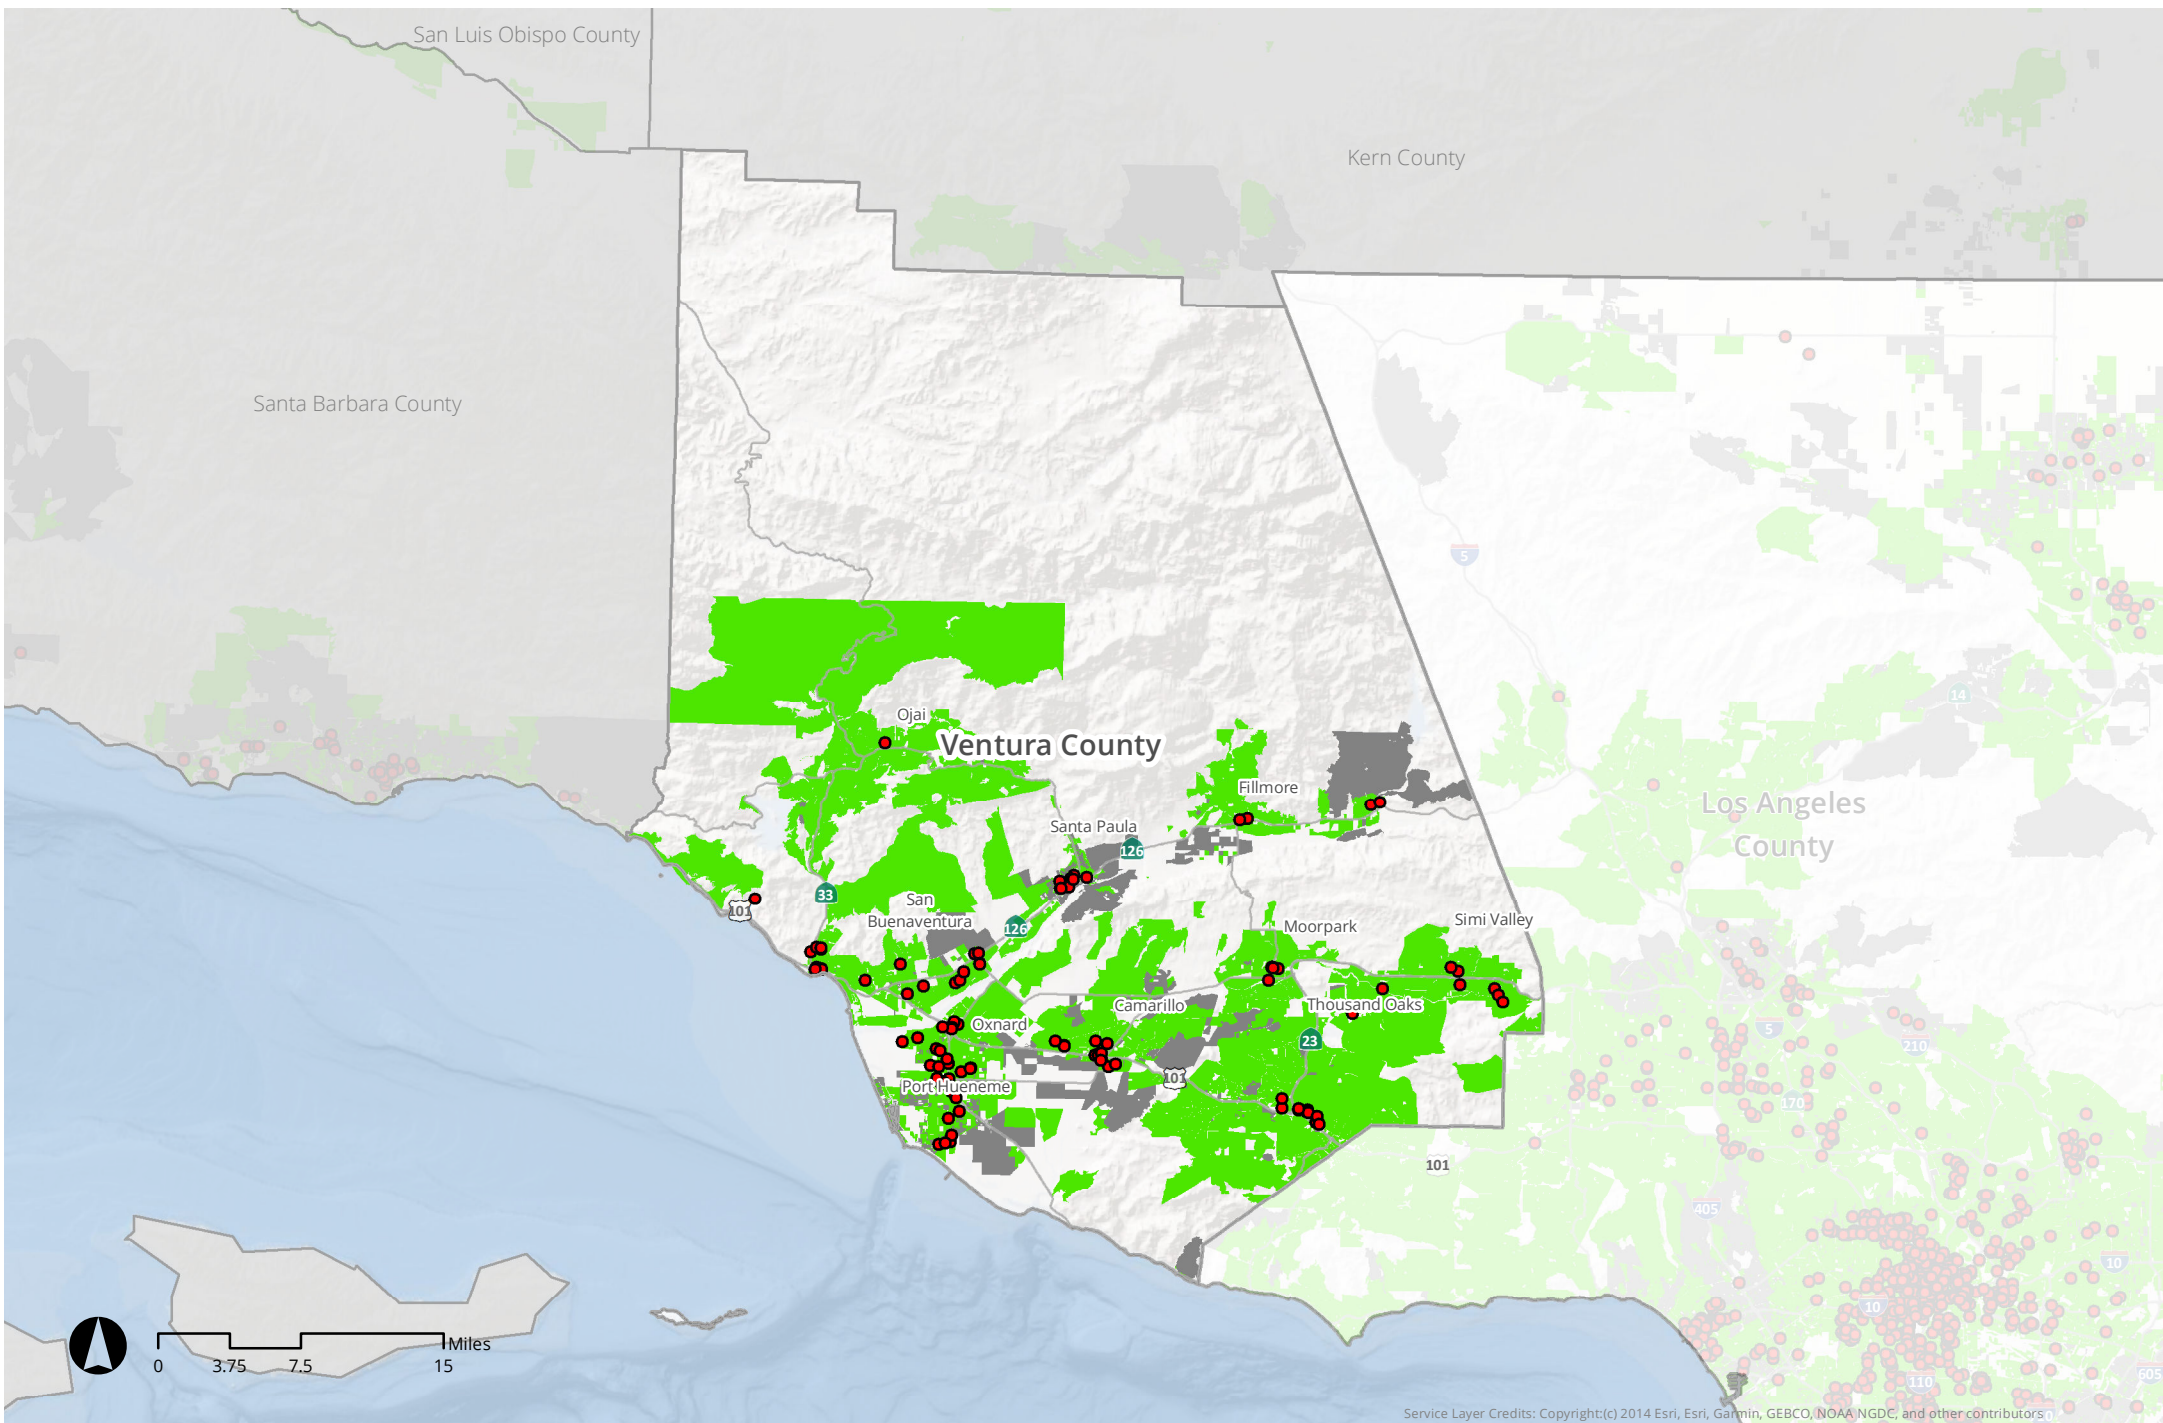 San Luis Obispo County
Kern County
Santa Barbara County
5
14
Ojai
Ventura County
Fillmore
Los Angeles
County
Santa Paula
126
33
101
San
Buenaventura
126
Moorpark
Simi Valley
Camarillo
Thousand Oaks
Oxnard
23
5
210
Port Hueneme
101
170
101
405
10
10
110
605
Miles
0
3.75
7.5
15
Service Layer Credits: Copyright:(c) 2014 Esri, Esri, Garmin, GEBCO, NOAA NGDC, and other contributors